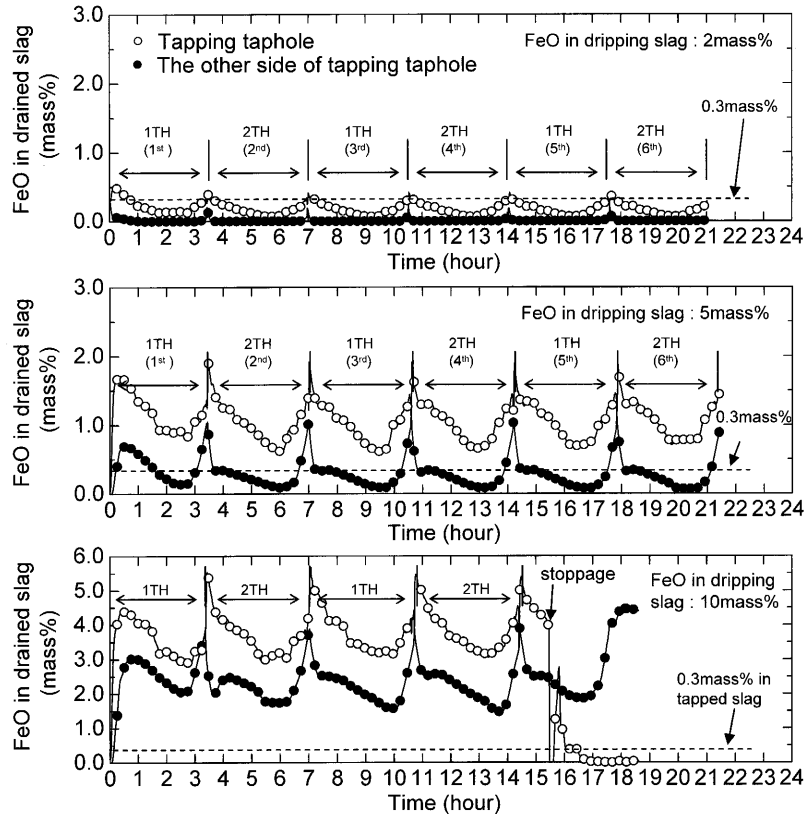 FeO in drained slag
(mass%)
3.0
2.0
1.0
0.0
Tapping taphole
The other side of tapping taphole
FeO in dripping slag : 2mass%
0.3mass%
1TH 2TH 1TH 2TH 1TH 2TH
(1st) (2nd) (3rd) (4th) (5th) (6th)
0 1 2 3 4 5 6 7 8 9 10 11 12 13 14 15 16 17 18 19 20 21 22 23 24
Time (hour)
FeO in drained slag
(mass%)
3.0
2.0
1.0
0.0
FeO in dripping slag : 5mass%
1TH 2TH 1TH 2TH 1TH 2TH
(1st) (2nd) (3rd) (4th) (5th) (6th)
0.3mass%
0 1 2 3 4 5 6 7 8 9 10 11 12 13 14 15 16 17 18 19 20 21 22 23 24
Time (hour)
FeO in drained slag
(mass%)
6.0
5.0
4.0
3.0
2.0
1.0
0.0
1TH 2TH 1TH 2TH
stoppage
FeO in dripping
slag : 10mass%
0.3mass% in
tapped slag
0 1 2 3 4 5 6 7 8 9 10 11 12 13 14 15 16 17 18 19 20 21 22 23 24
Time (hour)